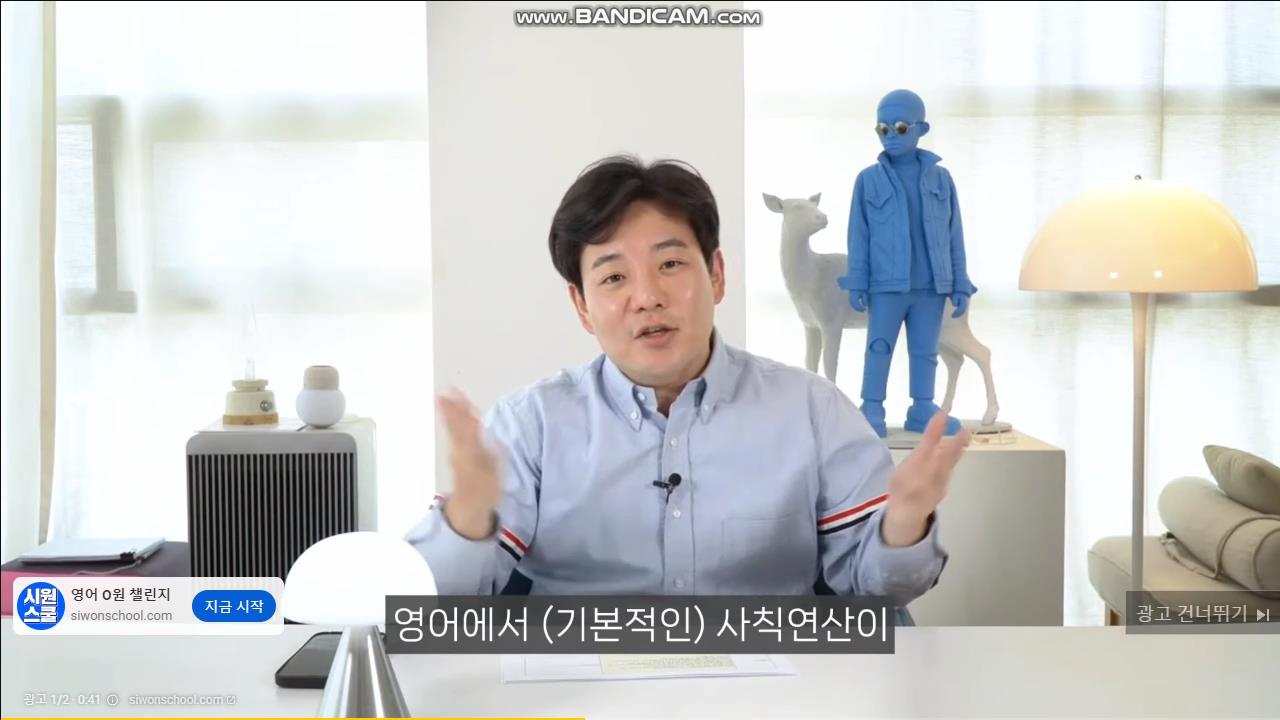 www.BANDICAM.com
시원
스쿨
영어 0원 챌린지
siwonschool.com
지금 시작
영어에서 (기본적인) 사칙연산이
광고 건너뛰기
광고 1/2 · 0:41
siwonschool.com